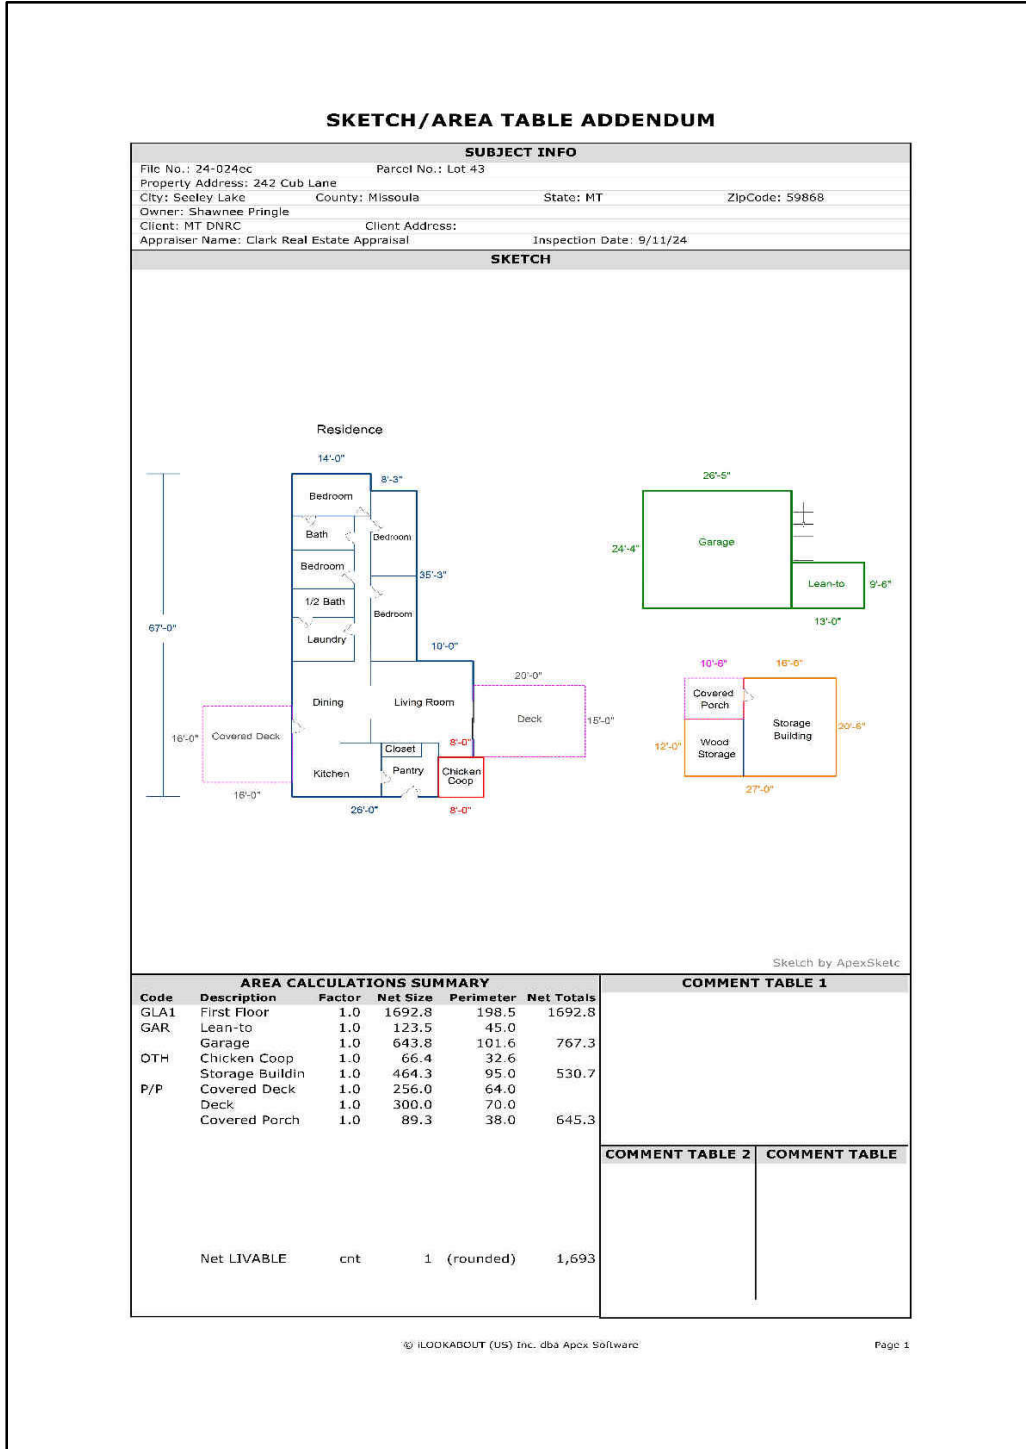 SKETCH/AREA TABLE ADDENDUM
SUBJECT INFO
File No.: 24-024ec Parcel No.: Lot 43
Property Address: 242 Cub Lane
City: Seeley Lake County: Missoula State: MT ZipCode: 59868
Owner: Shawnee Pringle
Client: MT DNRC Client Address:
Appraiser Name: Clark Real Estate Appraisal Inspection Date: 9/11/24
SKETCH
Residence
14'-0"
8'-3"
26'-5"
Bedroom
Bath
Bedroom
Garage
24'-4"
Bedroom
35'-3"
Lean-to
9'-6"
1/2 Bath
Bedroom
13'-0"
67'-0"
Laundry
10'-0"
10'-6"
16'-6"
20'-0"
Dining
Living Room
Covered
Porch
Deck
15'-0"
Storage
Building
20'-6"
16'-0"
Covered Deck
8'-0"
12'-0"
Wood
Storage
Closet
Kitchen
Pantry
Chicken
Coop
16'-0"
27'-0"
26'-0"
8'-0"
Sketch by ApexSketc
AREA CALCULATIONS SUMMARY
Code Description Factor Net Size Perimeter Net Totals
GLA1 First Floor 1.0 1692.8 198.5 1692.8
GAR Lean-to 1.0 123.5 45.0
Garage 1.0 643.8 101.6 767.3
OTH Chicken Coop 1.0 66.4 32.6
Storage Buildin 1.0 464.3 95.0 530.7
P/P Covered Deck 1.0 256.0 64.0
Deck 1.0 300.0 70.0
Covered Porch 1.0 89.3 38.0 645.3
Net LIVABLE cnt 1 (rounded) 1,693
COMMENT TABLE 1
COMMENT TABLE 2 COMMENT TABLE
© iLOOKABOUT (US) Inc. dba Apex Software Page 1